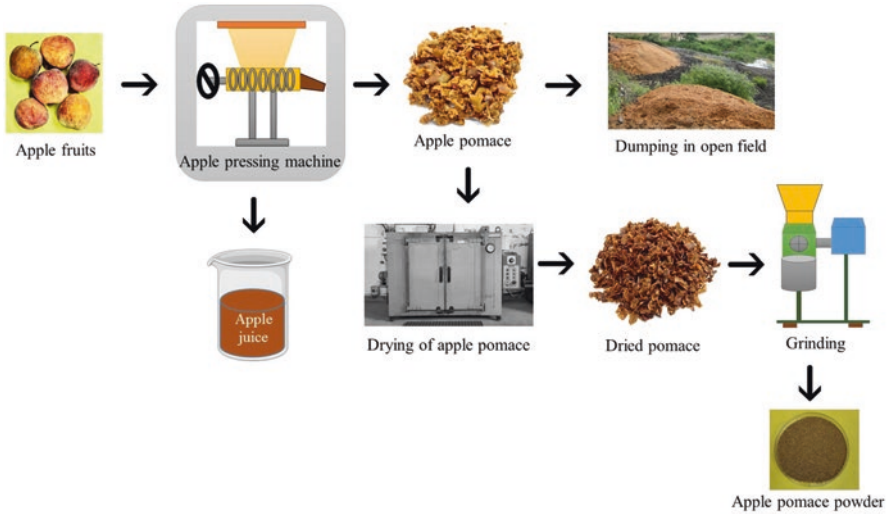 Apple fruits
Apple pressing machine
Apple pomace
Dumping in open field
Apple
juice
Drying of apple pomace
Dried pomace
Grinding
Apple pomace powder